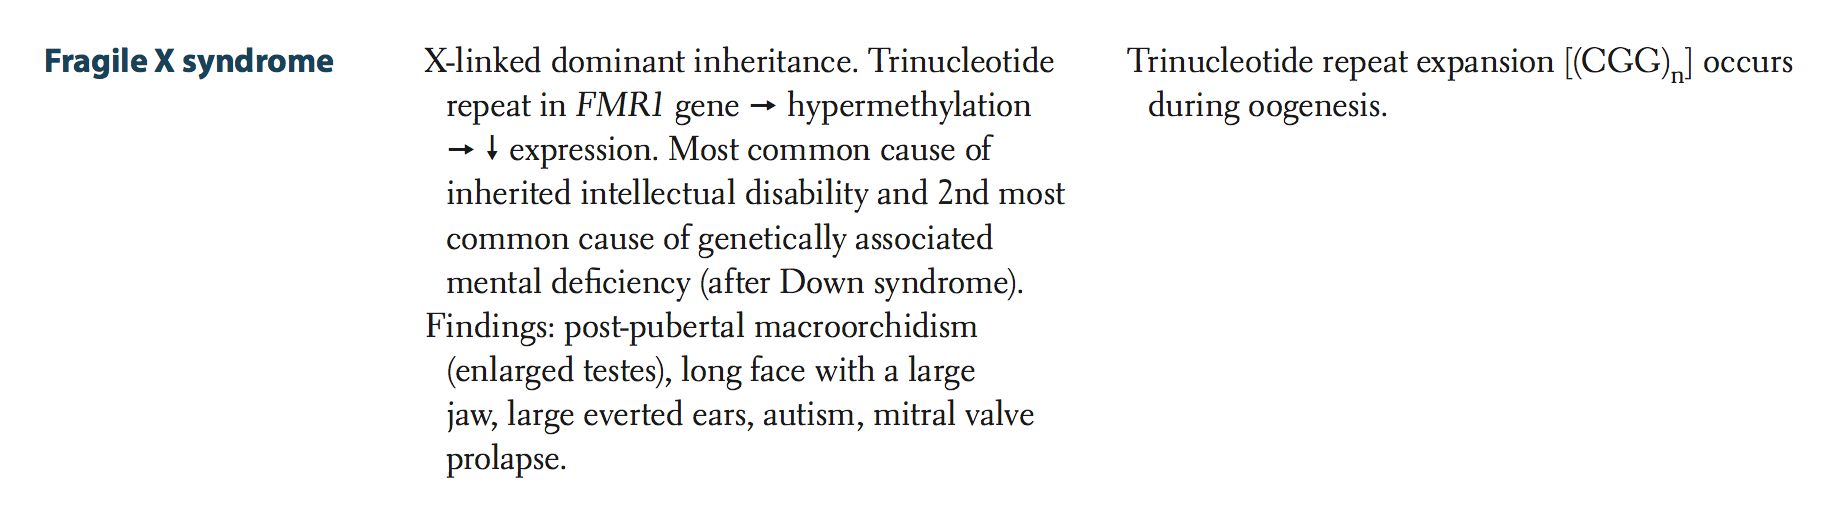 Fragile X syndrome
X-linked dominant inheritance. Trinucleotide
repeat in FMR1 gene → hypermethylation
→ ↓ expression. Most common cause of
inherited intellectual disability and 2nd most
common cause of genetically associated
mental deficiency (after Down syndrome).
Findings: post-pubertal macroorchidism
(enlarged testes), long face with a large
jaw, large everted ears, autism, mitral valve
prolapse.
Trinucleotide repeat expansion [(CGG)n] occurs
during oogenesis.